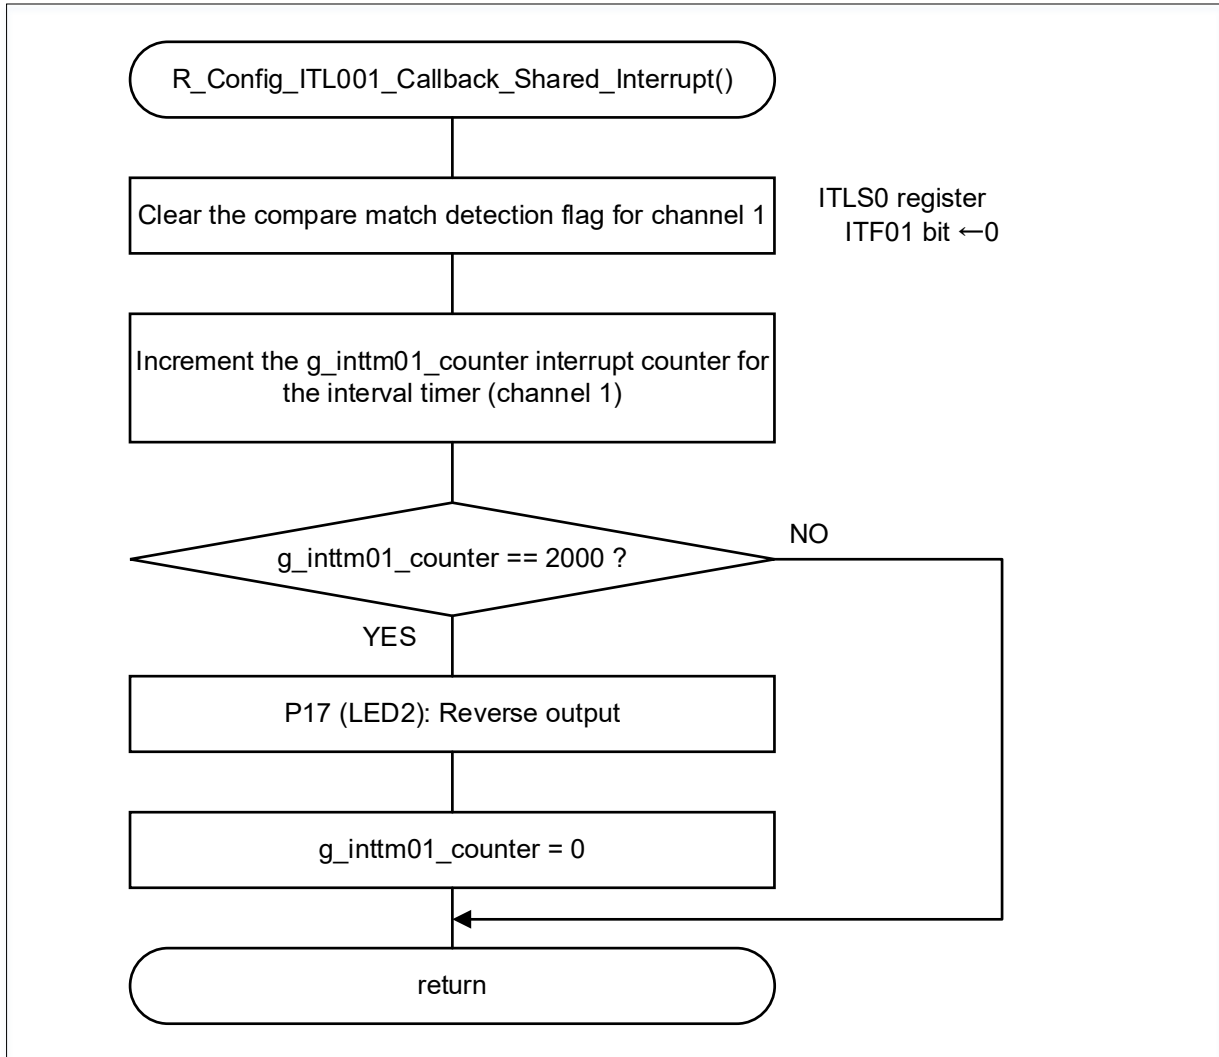 R_Config_ITL001_Callback_Shared_Interrupt()
Clear the compare match detection flag for channel 1
ITLS0 register
ITF01 bit ←0
Increment the g_inttm01_counter interrupt counter for
the interval timer (channel 1)
g_inttm01_counter == 2000 ?
NO
YES
P17 (LED2): Reverse output
g_inttm01_counter = 0
return